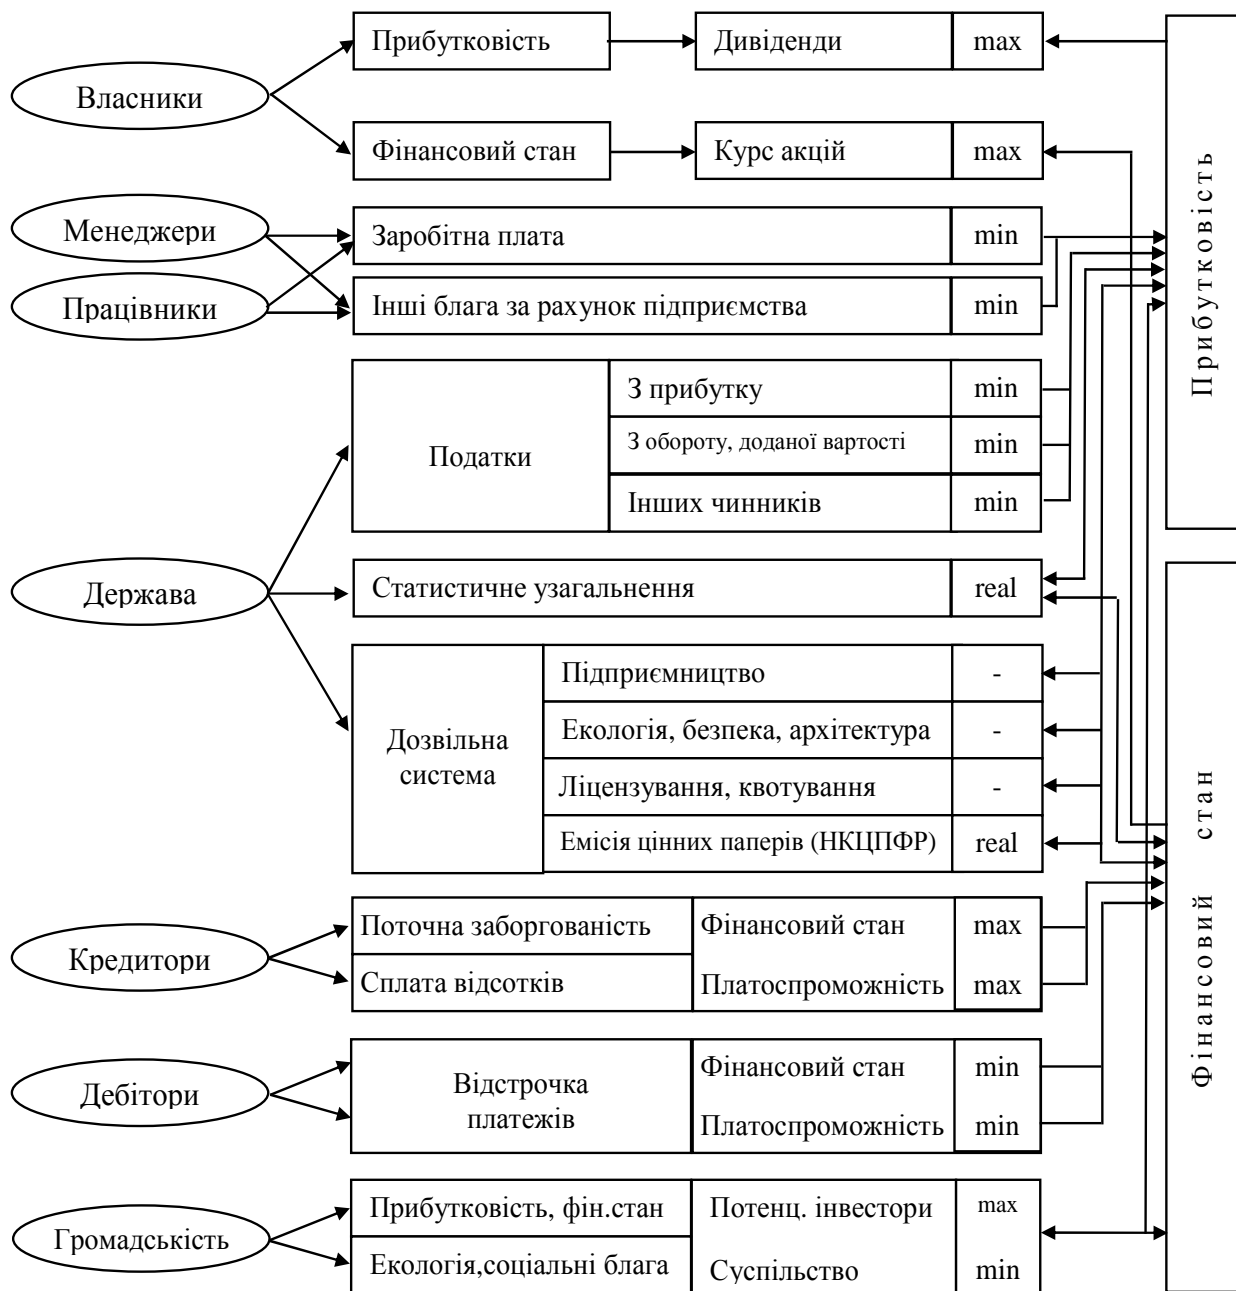 Власники
Прибутковість
Дивіденди
max
Фінансовий стан
Курс акцій
max
Менеджери
Працівники
Заробітна плата
min
Інші блага за рахунок підприємства
min
Держава
Податки
З прибутку
min
З обороту, доданої вартості
min
Інших чинників
min
Статистичне узагальнення
real
Дозвільна
система
Підприємництво
-
Екологія, безпека, архітектура
-
Ліцензування, квотування
-
Емісія цінних паперів (НКЦПФР)
real
Кредитори
Поточна заборгованість
Фінансовий стан
max
Сплата відсотків
Платоспроможність
max
Дебітори
Відстрочка
платежів
Фінансовий стан
min
Платоспроможність
min
Громадськість
Прибутковість, фін.стан
Потенц. інвестори
max
Екологія,соціальні блага
Суспільство
min
Прибутковість
Фінансовий стан